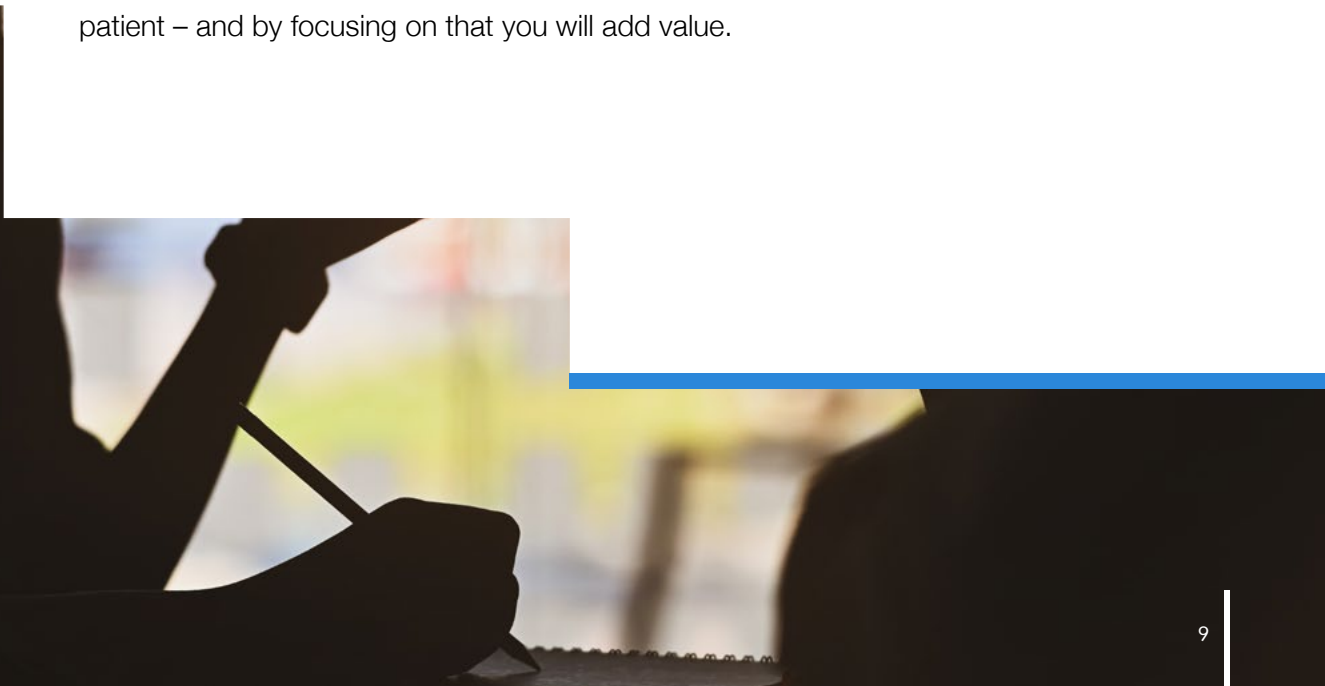 patient – and by focusing on that you will add value.
9